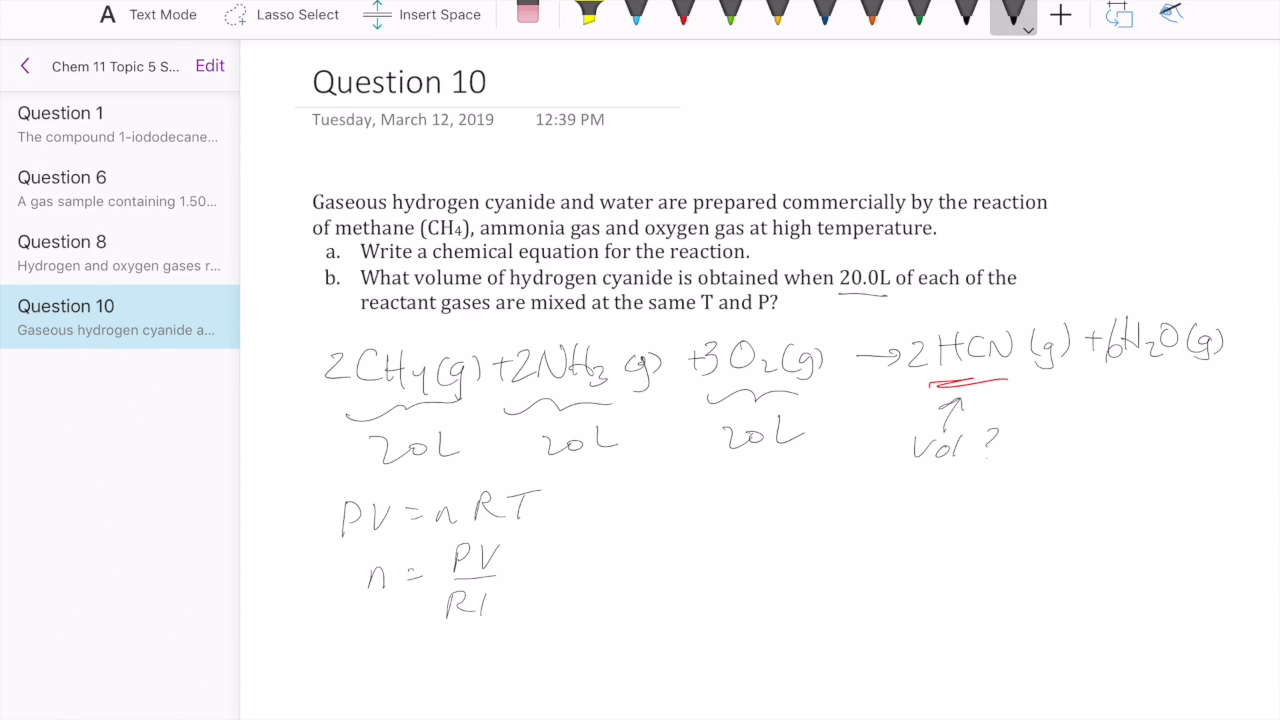 A Text Mode Lasso Select Insert Space
Chem 11 Topic 5 S... Edit
Question 1
The compound 1-iododecane...
Question 6
A gas sample containing 1.50...
Question 8
Hydrogen and oxygen gases r...
Question 10
Gaseous hydrogen cyanide a...
Question 10
Tuesday, March 12, 2019 12:39 PM
Gaseous hydrogen cyanide and water are prepared commercially by the reaction
of methane (CH₄), ammonia gas and oxygen gas at high temperature.
a. Write a chemical equation for the reaction.
b. What volume of hydrogen cyanide is obtained when 20.0L of each of the
reactant gases are mixed at the same T and P?
2CH₄(g) + 2NH₃(g) + 3O₂(g) → 2HCN(g) + 6H₂O(g)
20L 20L 20L Vol ?
PV = nRT
n = PV
RT